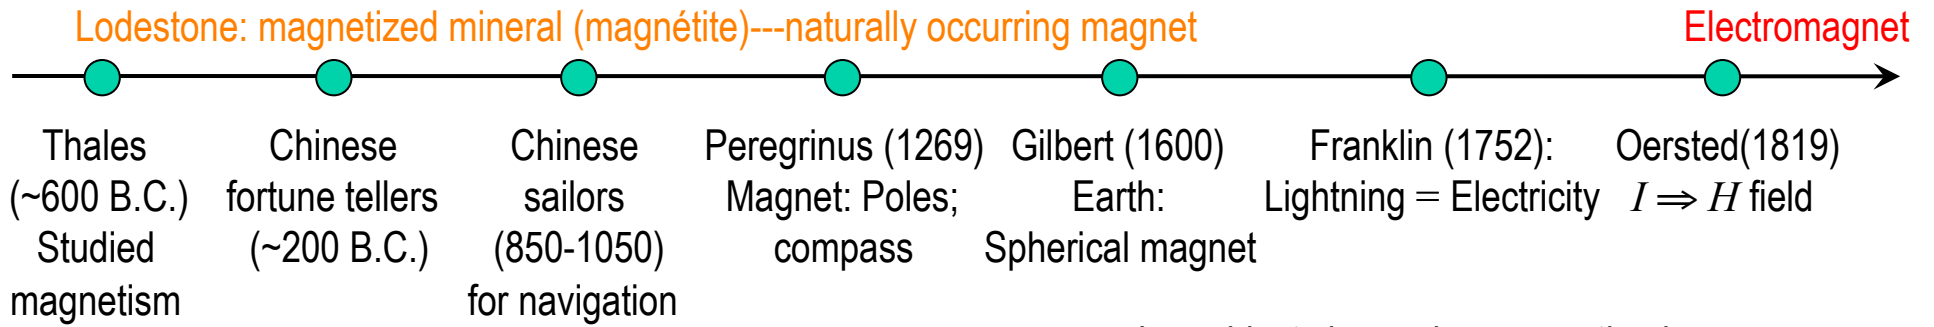 Lodestone: magnetized mineral (magnétite)---naturally occurring magnet
Electromagnet
Thales
(~600 B.C.)
Studied
magnetism
Chinese
fortune tellers
(~200 B.C.)
Chinese
sailors
(850-1050)
for navigation
Peregrinus (1269)
Magnet: Poles;
compass
Gilbert (1600)
Earth:
Spherical magnet
Franklin (1752):
Lightning = Electricity
Oersted(1819)
I ⇒ H field